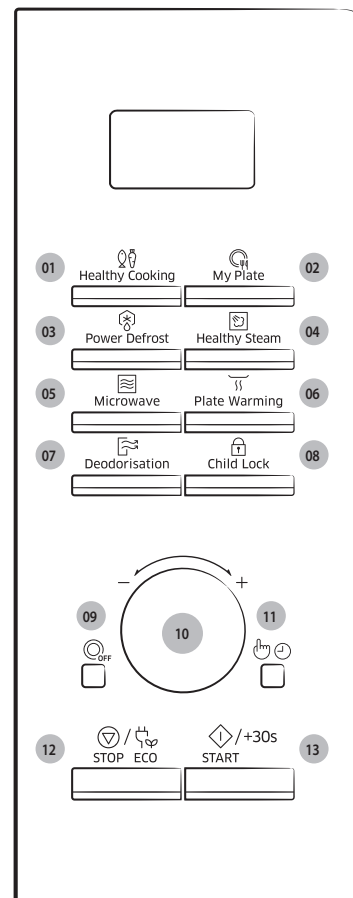 01 Healthy Cooking My Plate 02
03 Power Defrost Healthy Steam 04
05 Microwave Plate Warming 06
07 Deodorisation Child Lock 08
- +
09 10 11
OFF
12 STOP / ECO START /+30s 13